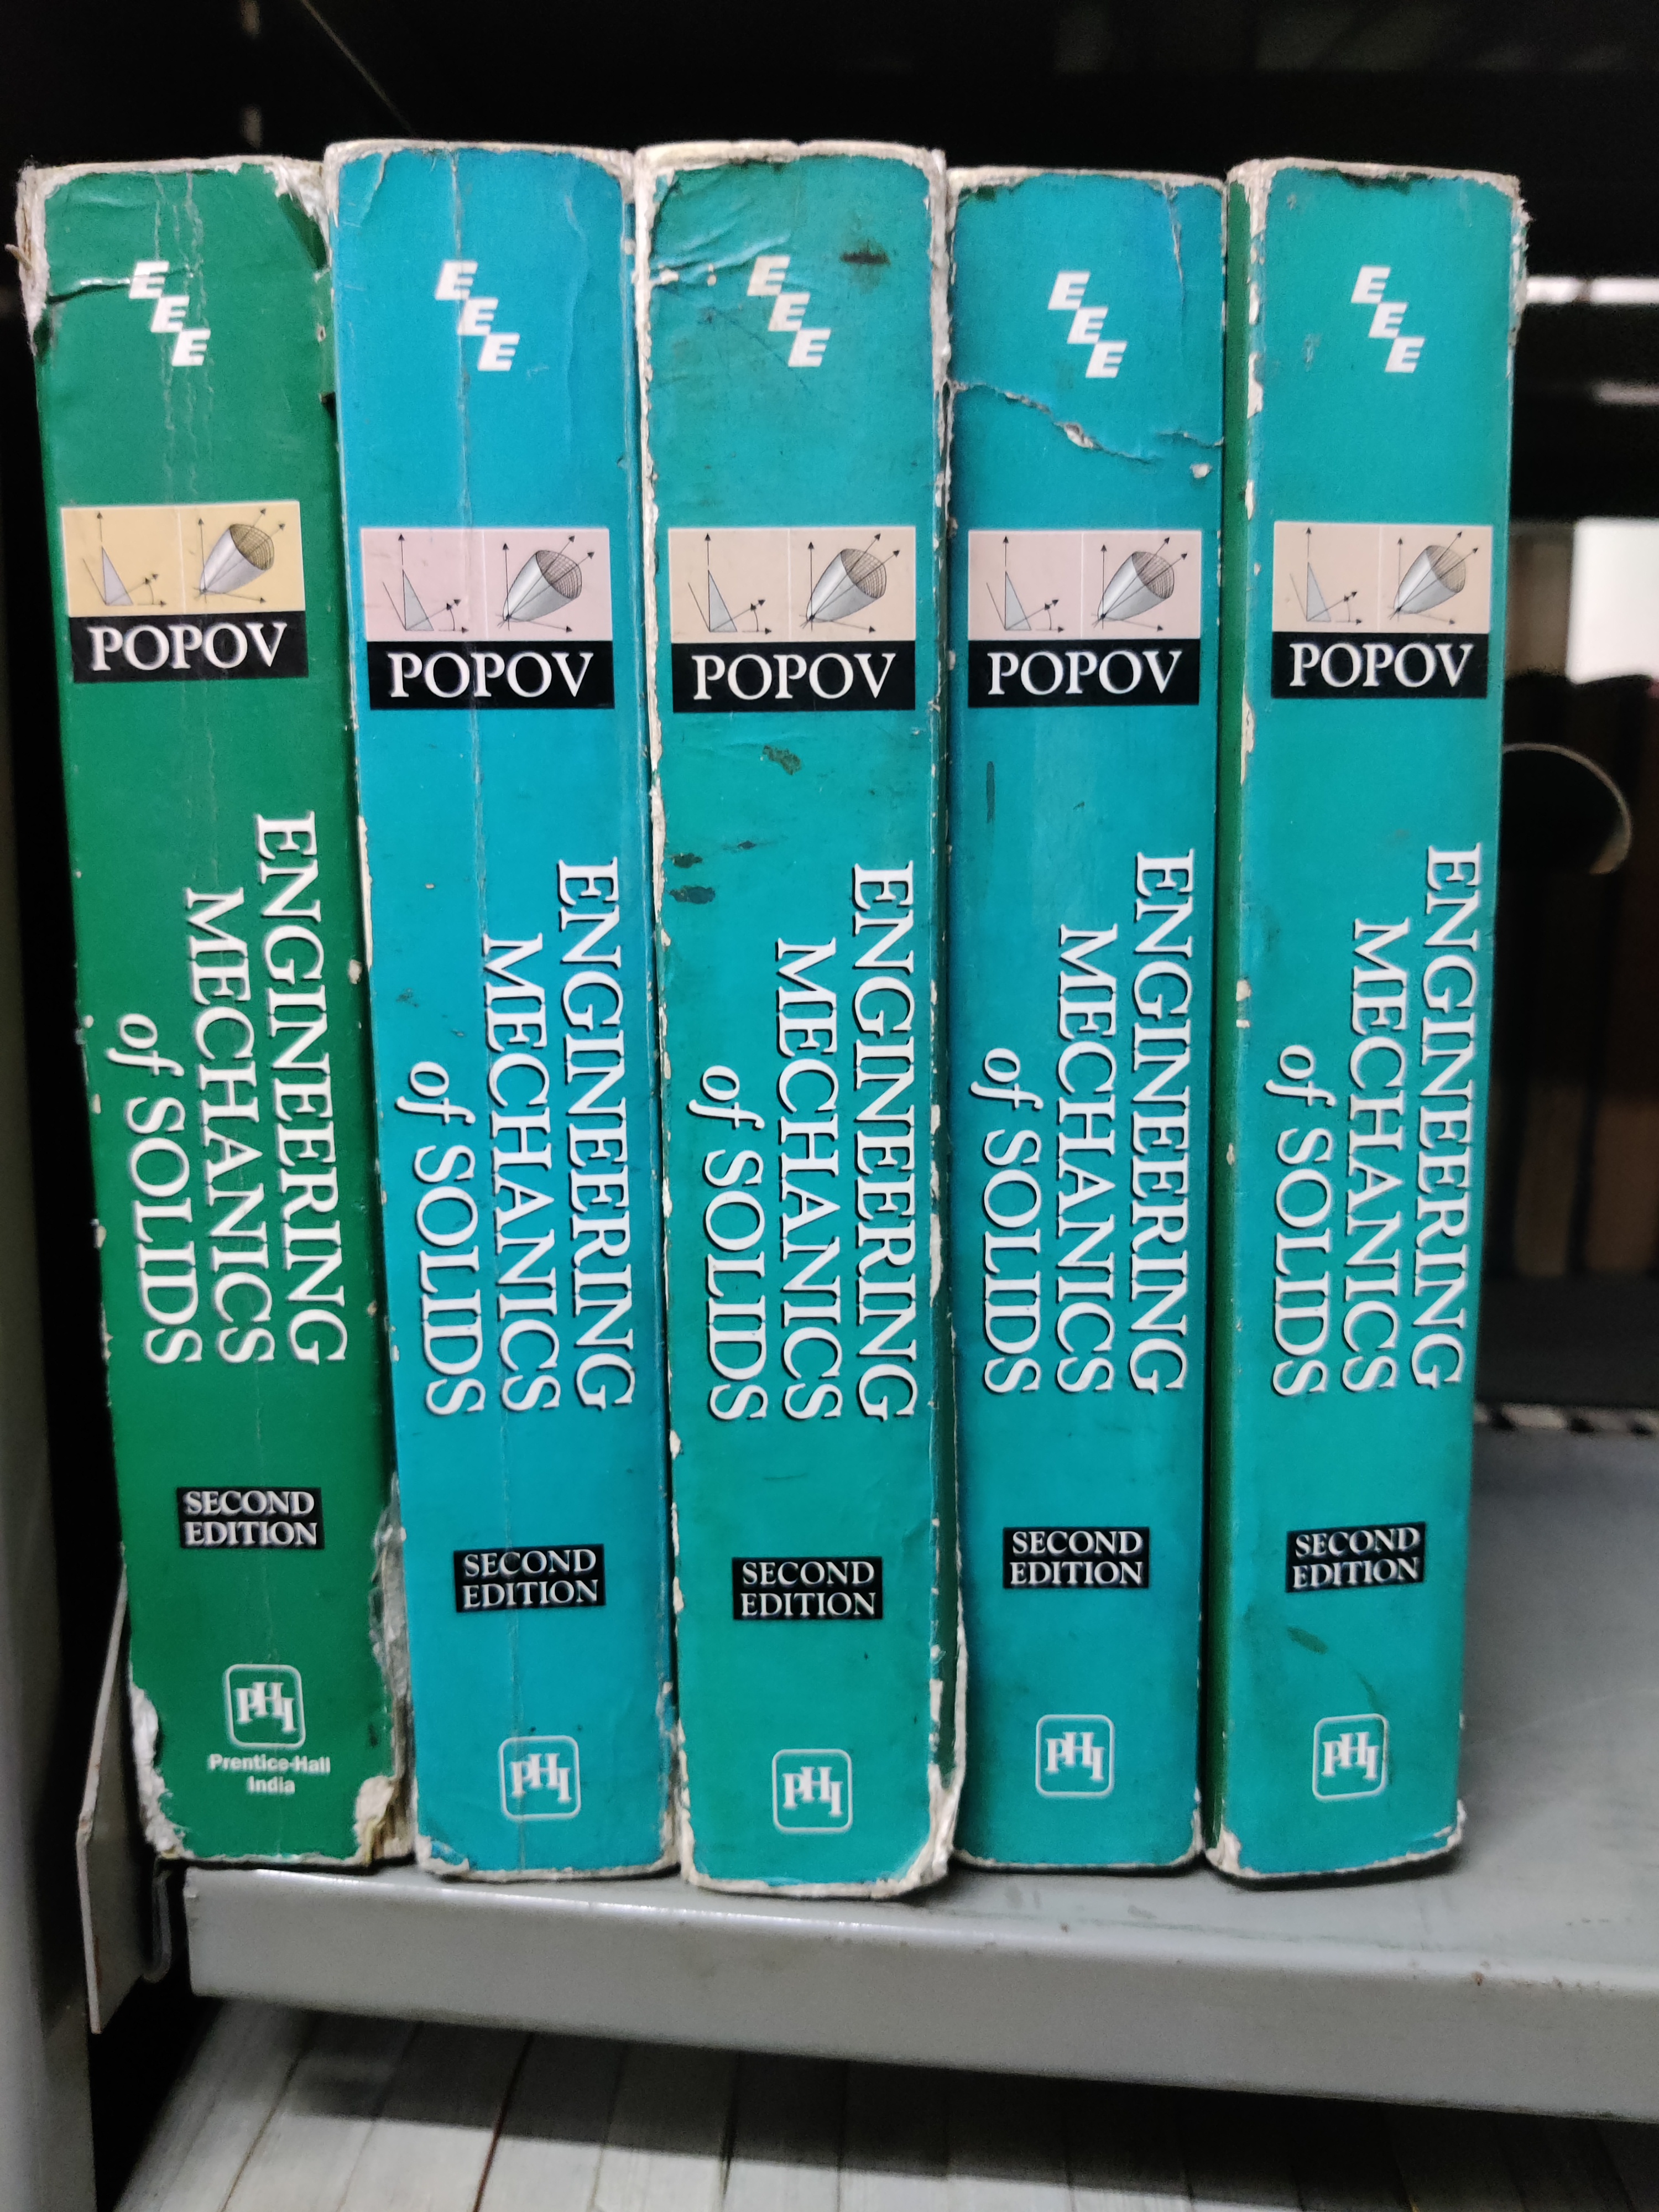 EEE
POPOV
ENGINEERING
MECHANICS
of SOLIDS
SECOND
EDITION
PHI
Prentice-Hall
India
EEE
POPOV
ENGINEERING
MECHANICS
of SOLIDS
SECOND
EDITION
PHI
EEE
POPOV
ENGINEERING
MECHANICS
of SOLIDS
SECOND
EDITION
PHI
EEE
POPOV
ENGINEERING
MECHANICS
of SOLIDS
SECOND
EDITION
PHI
EEE
POPOV
ENGINEERING
MECHANICS
of SOLIDS
SECOND
EDITION
PHI